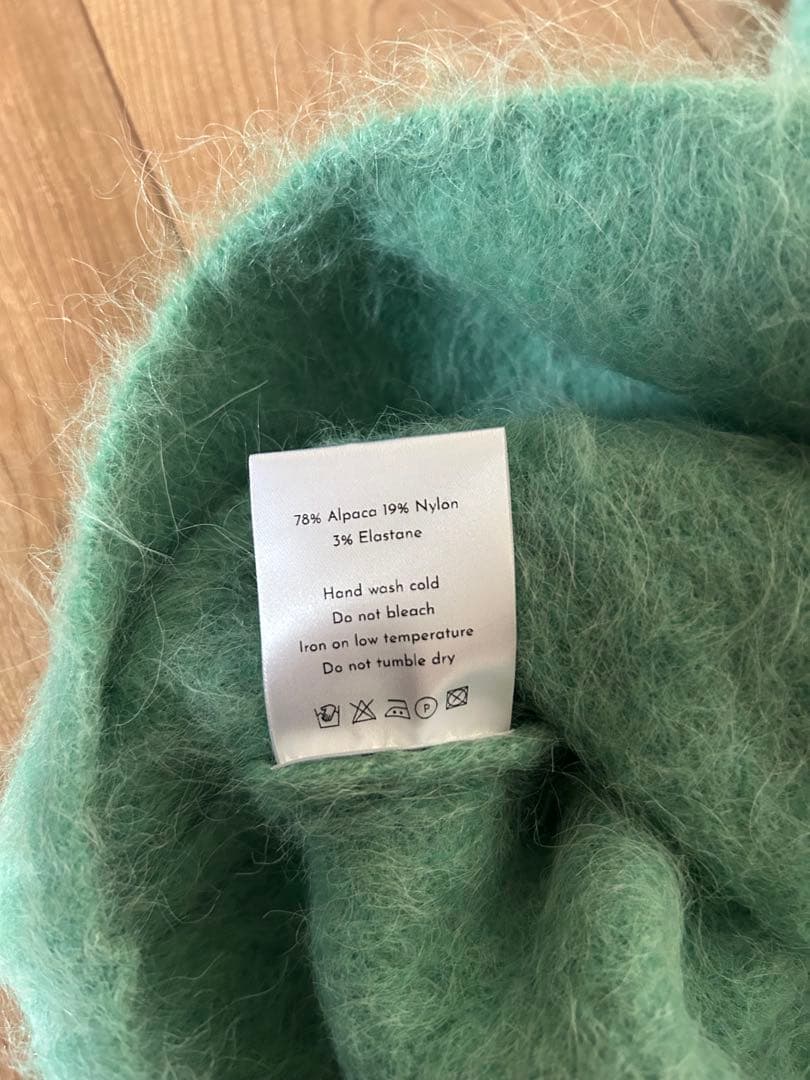 78% Alpaca 19% Nylon
3% Elastane
Hand wash cold
Do not bleach
Iron on low temperature
Do not tumble dry
P